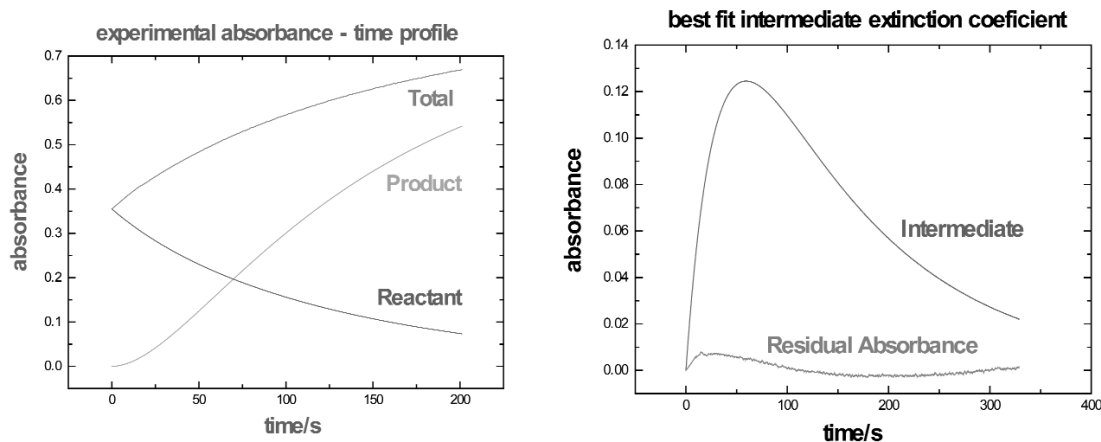 experimental absorbance - time profile
0.7
0.6
0.5
0.4
0.3
0.2
0.1
0.0
absorbance
Total
Product
Reactant
0
50
100
150
200
time/s
best fit intermediate extinction coeficient
0.14
0.12
0.10
0.08
0.06
0.04
0.02
0.00
absorbance
Intermediate
Residual Absorbance
0
100
200
300
400
time/s